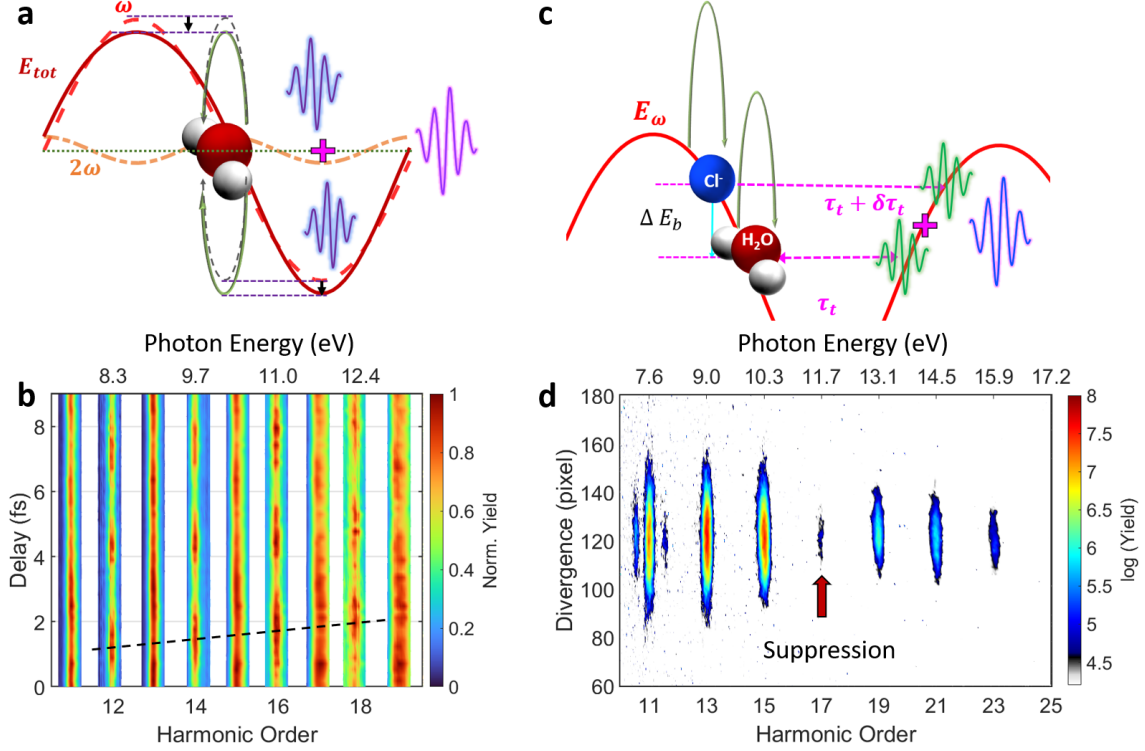 a
ω
E_tot
2ω
c
E_ω
Cl-
τ_t + δτ_t
Δ E_b
H₂O
τ_t
Photon Energy (eV)
b
8.3 9.7 11.0 12.4
8
6
4
2
0
Delay (fs)
12 14 16 18
Harmonic Order
1
0.8
0.6
0.4
0.2
0
Norm. Yield
Photon Energy (eV)
d
7.6 9.0 10.3 11.7 13.1 14.5 15.9 17.2
180
160
140
120
100
80
60
Divergence (pixel)
Suppression
11 13 15 17 19 21 23 25
Harmonic Order
8
7.5
7
6.5
6
5.5
5
4.5
log (Yield)